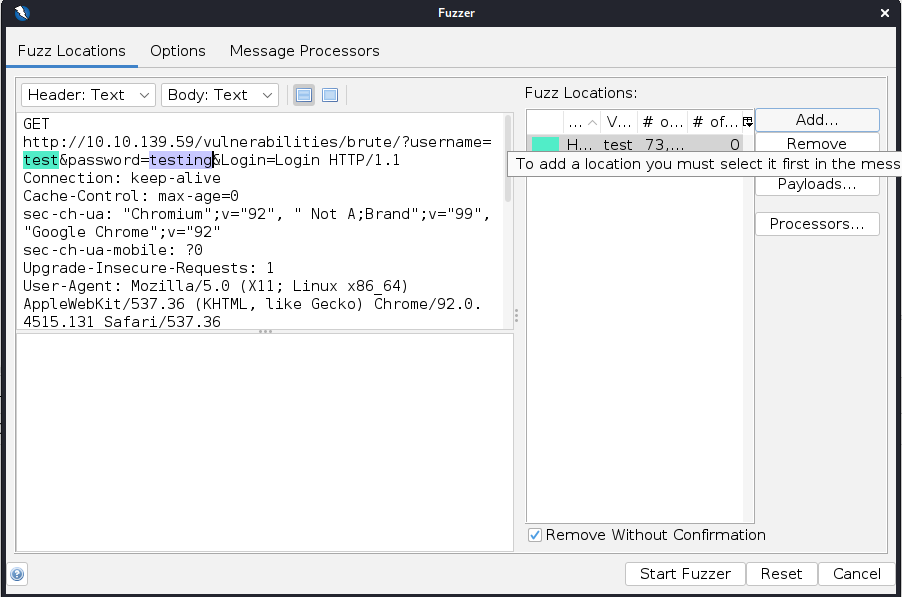 Fuzzer
Fuzz Locations
Options
Message Processors
Header: Text
Body: Text
GET
http://10.10.139.59/vulnerabilities/brute/?username=
test&password=testing&Login=Login HTTP/1.1
Connection: keep-alive
Cache-Control: max-age=0
sec-ch-ua: "Chromium";v="92", " Not A;Brand";v="99",
"Google Chrome";v="92"
sec-ch-ua-mobile: ?0
Upgrade-Insecure-Requests: 1
User-Agent: Mozilla/5.0 (X11; Linux x86_64)
AppleWebKit/537.36 (KHTML, like Gecko) Chrome/92.0.
4515.131 Safari/537.36
Fuzz Locations:
... V... # o... # of...
H... test 73,... 0
Add...
Remove
To add a location you must select it first in the mess
Payloads...
Processors...
Remove Without Confirmation
Start Fuzzer
Reset
Cancel